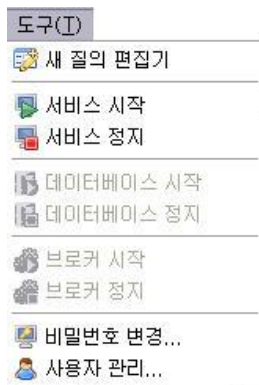 도구(T)
새 질의 편집기
서비스 시작
서비스 정지
데이터베이스 시작
데이터베이스 정지
브로커 시작
브로커 정지
비밀번호 변경...
사용자 관리...